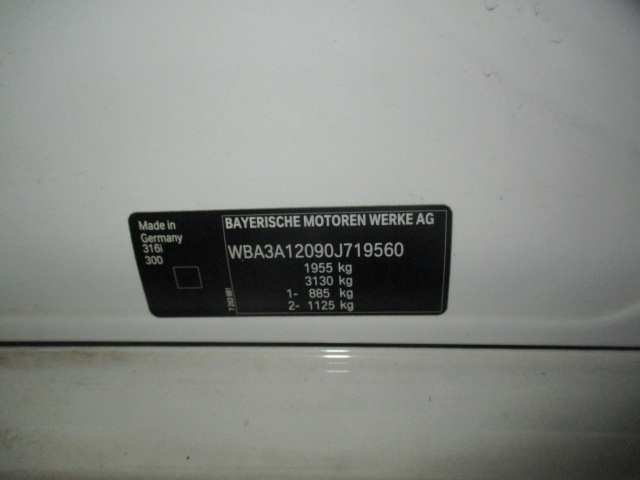 Made in
Germany
316i
300
BAYERISCHE MOTOREN WERKE AG
WBA3A12090J719560
1955 kg
3130 kg
1- 885 kg
2- 1125 kg